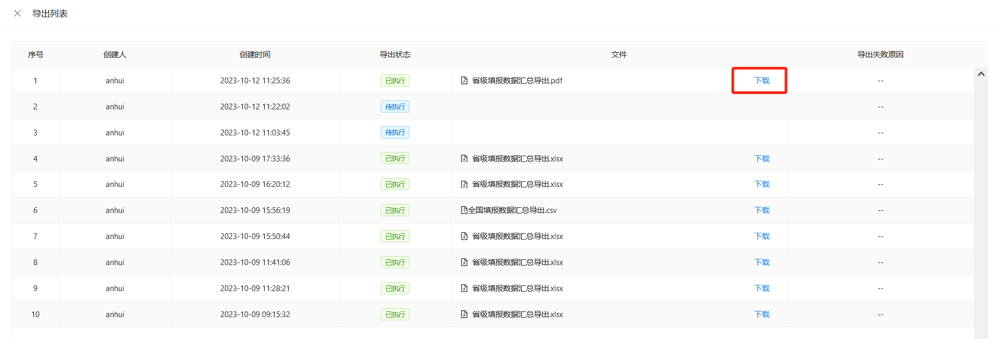 导出列表
序号 创建人 创建时间 导出状态 文件 导出失败原因
1 anhui 2023-10-12 11:25:36 已执行 省级填报数据汇总导出.pdf 下载 --
2 anhui 2023-10-12 11:22:02 待执行 --
3 anhui 2023-10-12 11:03:45 待执行 --
4 anhui 2023-10-09 17:33:36 已执行 省级填报数据汇总导出.xlsx 下载 --
5 anhui 2023-10-09 16:20:12 已执行 省级填报数据汇总导出.xlsx 下载 --
6 anhui 2023-10-09 15:56:19 已执行 全国填报数据汇总导出.csv 下载 --
7 anhui 2023-10-09 15:50:44 已执行 省级填报数据汇总导出.xlsx 下载 --
8 anhui 2023-10-09 11:41:06 已执行 省级填报数据汇总导出.xlsx 下载 --
9 anhui 2023-10-09 11:28:21 已执行 省级填报数据汇总导出.xlsx 下载 --
10 anhui 2023-10-09 09:15:32 已执行 省级填报数据汇总导出.xlsx 下载 --